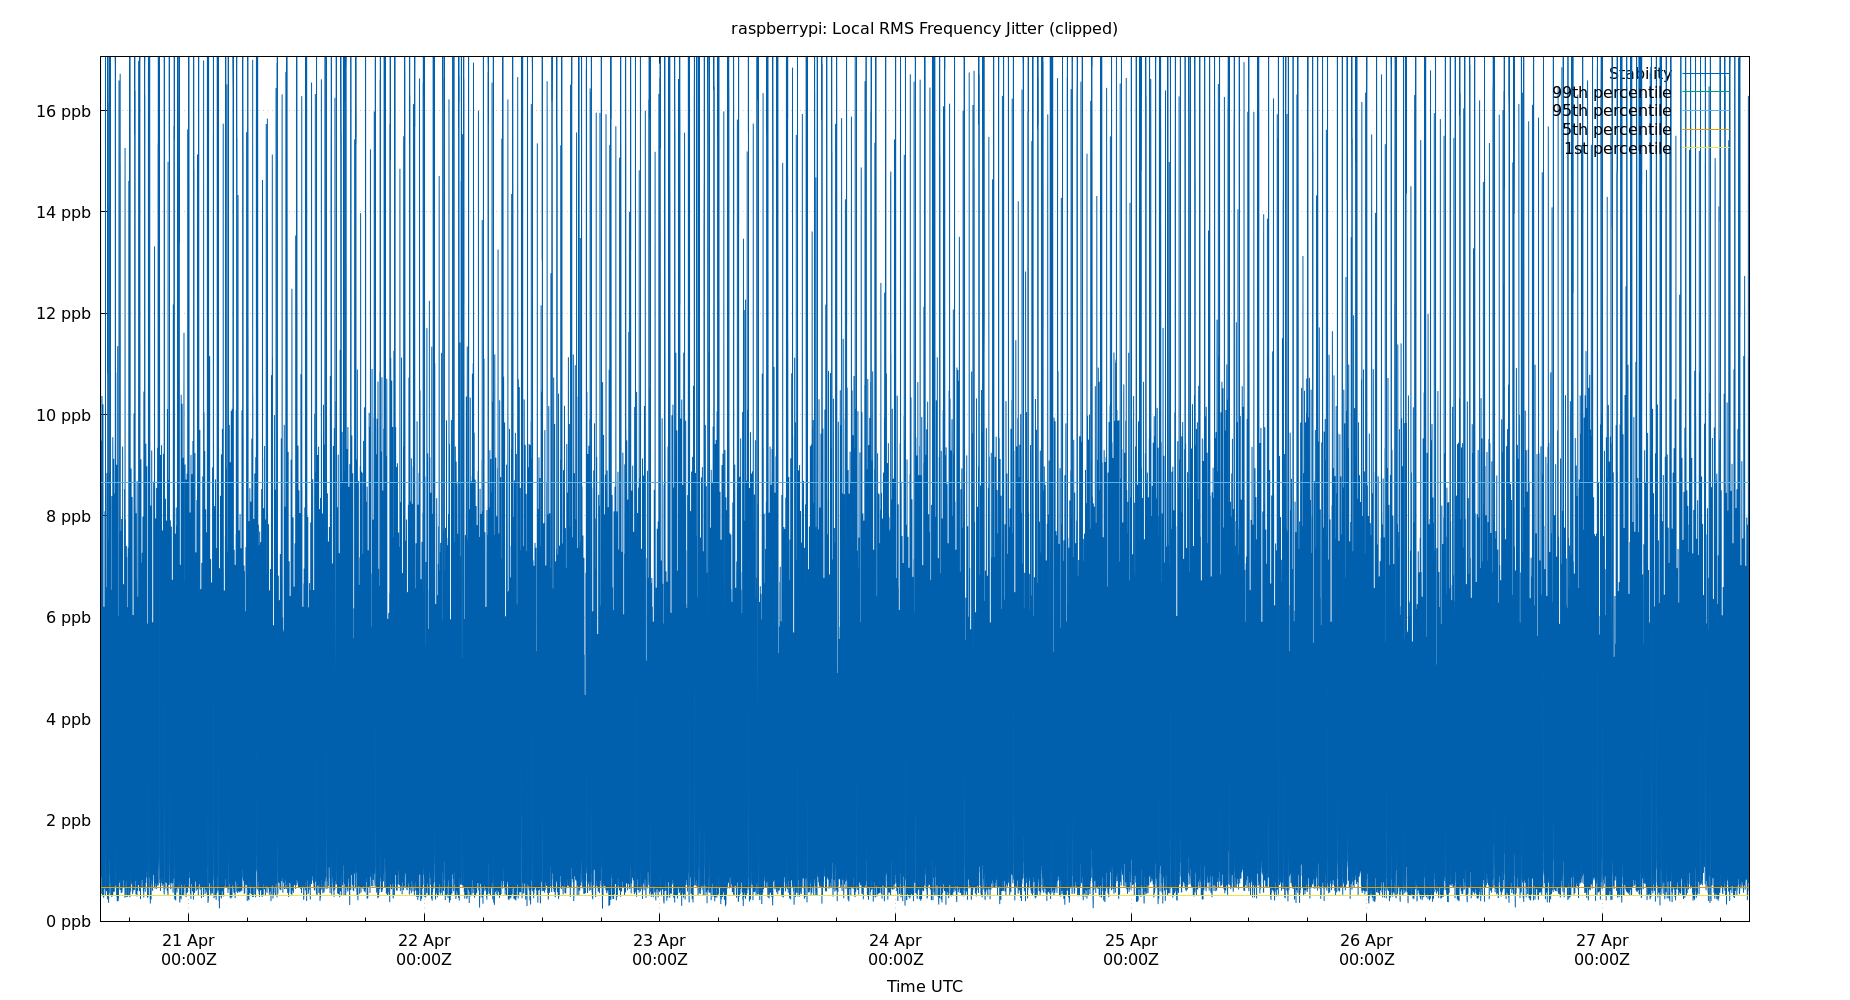 raspberrypi: Local RMS Frequency Jitter (clipped)
Stability
99th percentile
95th percentile
5th percentile
1st percentile
16 ppb
14 ppb
12 ppb
10 ppb
8 ppb
6 ppb
4 ppb
2 ppb
0 ppb
21 Apr 22 Apr 23 Apr 24 Apr 25 Apr 26 Apr 27 Apr
00:00Z 00:00Z 00:00Z 00:00Z 00:00Z 00:00Z 00:00Z
Time UTC